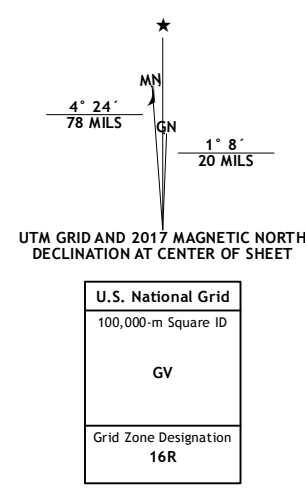 MN
GN
4° 24´
78 MILS
1° 8´
20 MILS
UTM GRID AND 2017 MAGNETIC NORTH
DECLINATION AT CENTER OF SHEET
U.S. National Grid
100,000-m Square ID
GV
Grid Zone Designation
16R